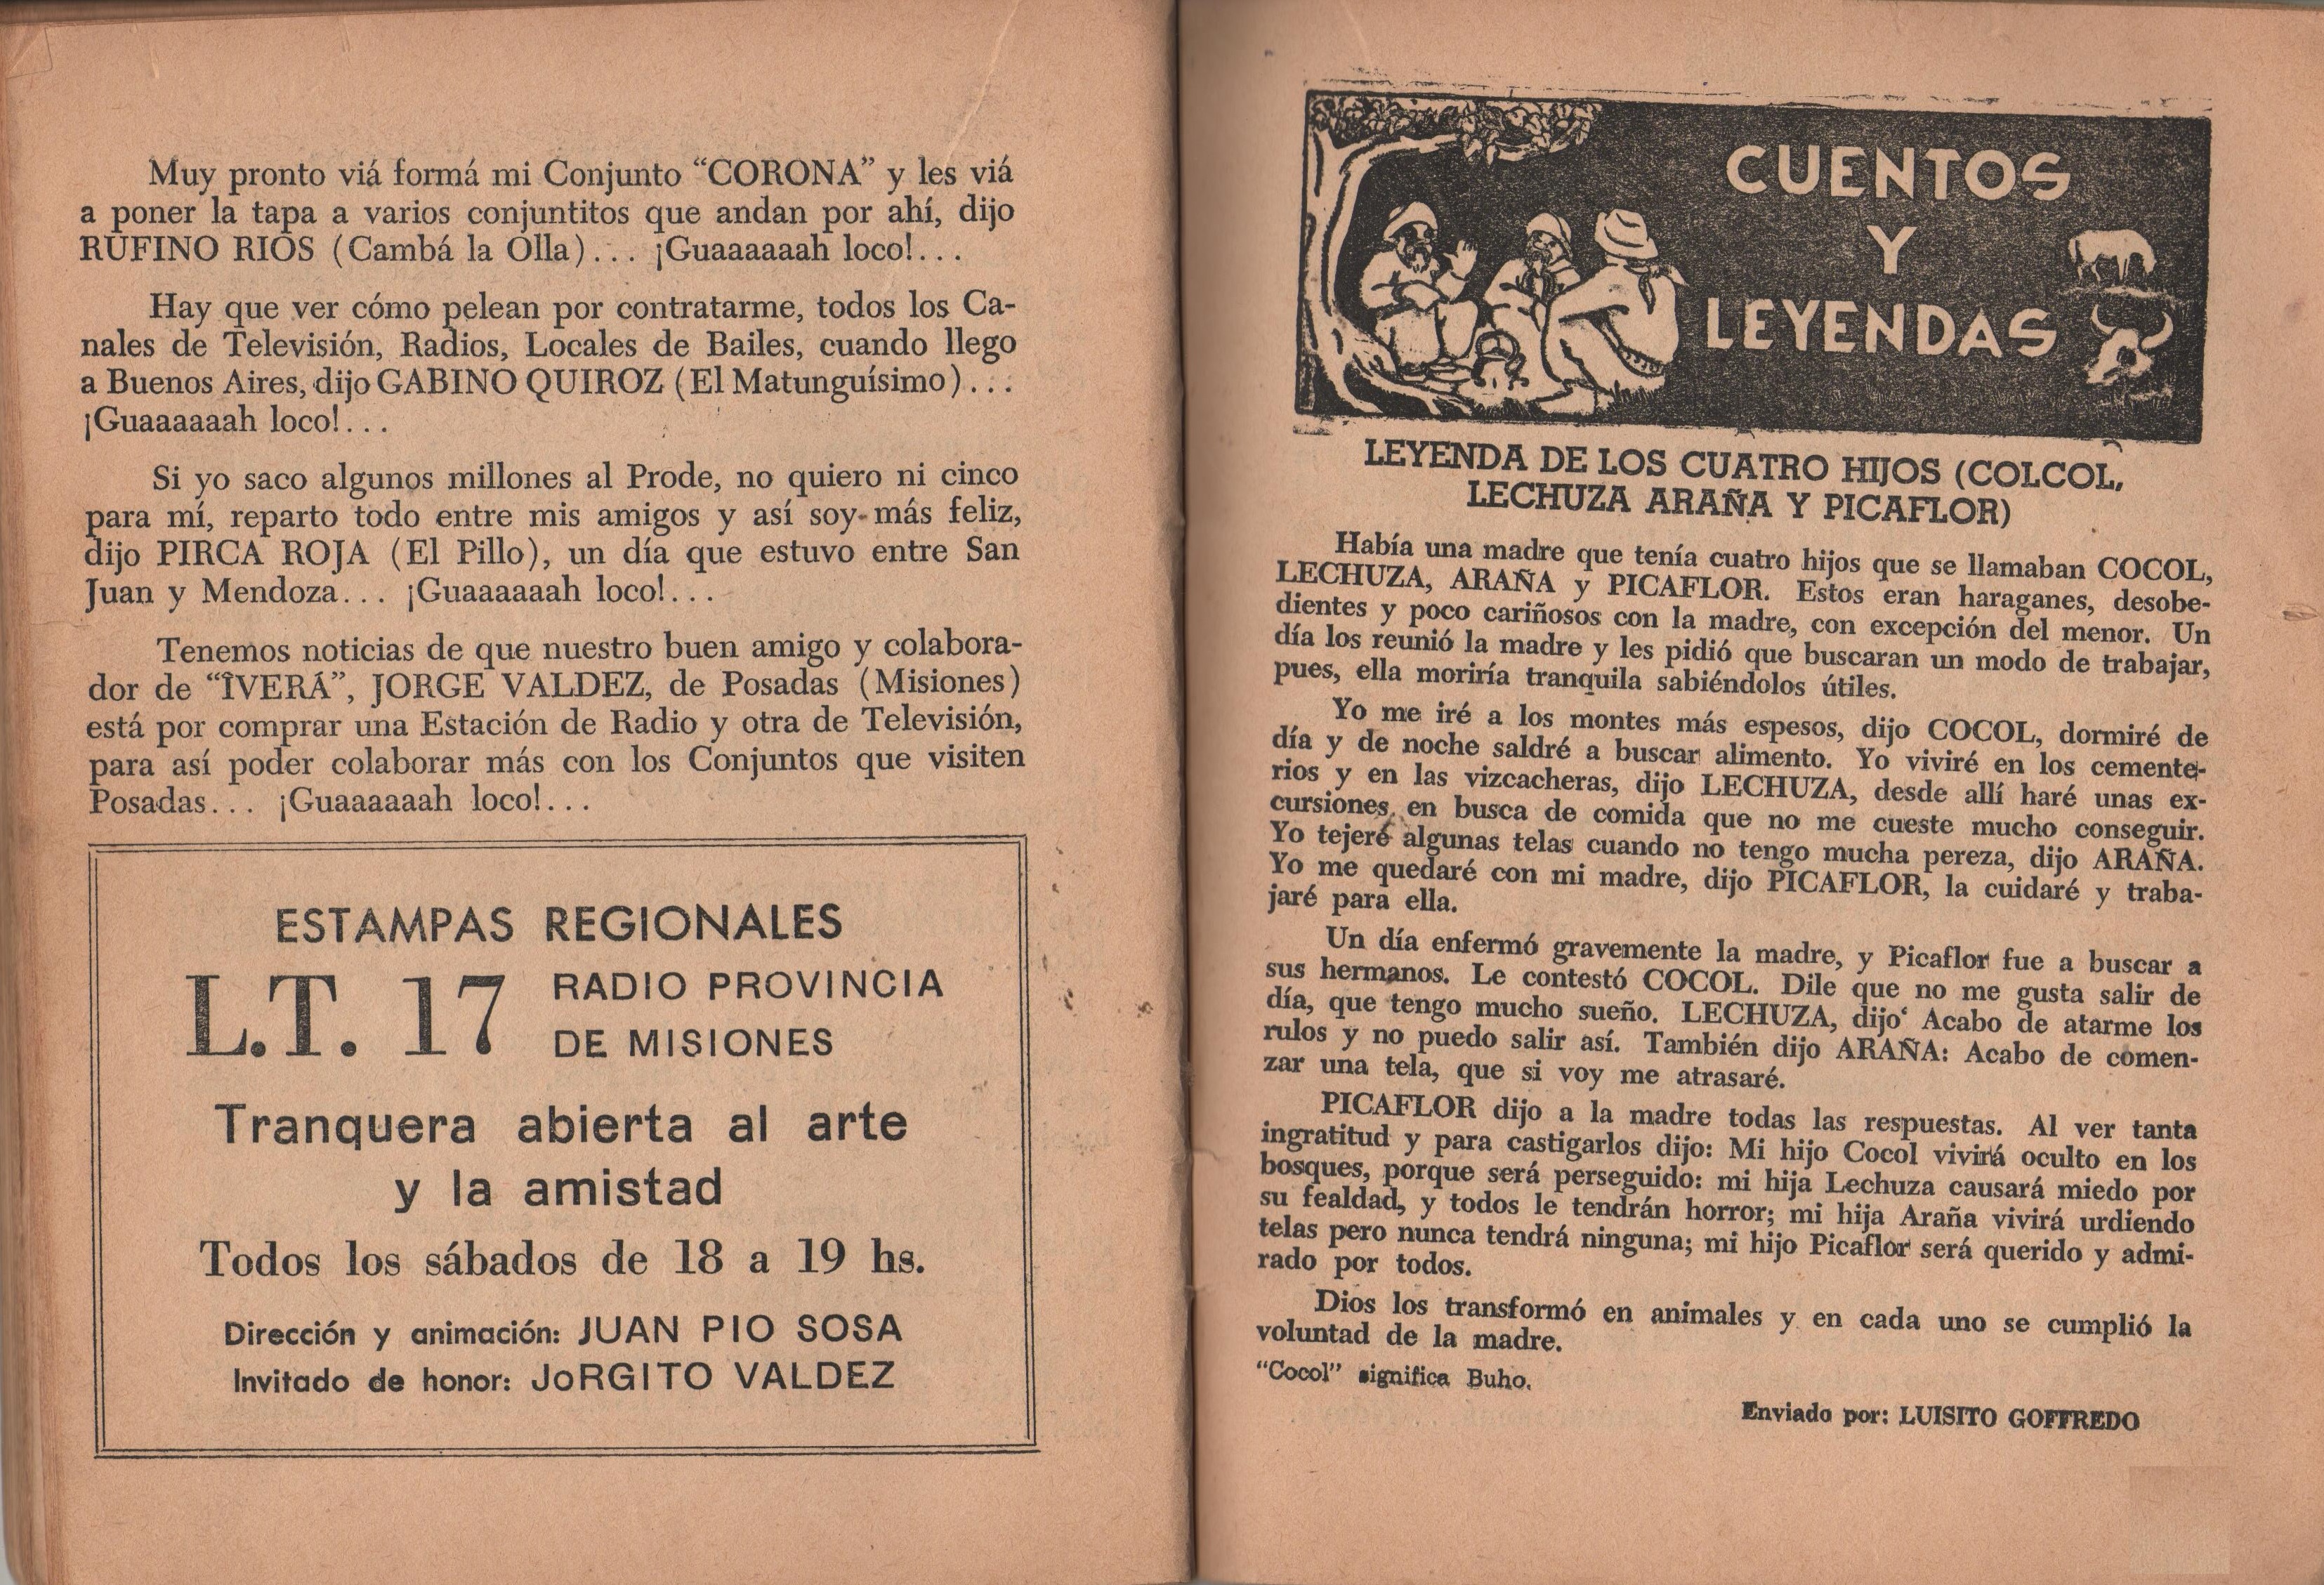 Muy pronto viá formá mi Conjunto “CORONA” y les viá
a poner la tapa a varios conjuntitos que andan por ahí, dijo
RUFINO RIOS (Cambá la Olla)... ¡Guaaaaaah loco!...
Hay que ver cómo pelean por contratarme, todos los Ca-
nales de Televisión, Radios, Locales de Bailes, cuando llego
a Buenos Aires, dijo GABINO QUIROZ (El Matunguísimo)...
¡Guaaaaaah loco!...
Si yo saco algunos millones al Prode, no quiero ni cinco
para mí, reparto todo entre mis amigos y así soy más feliz,
dijo PIRCA ROJA (El Pillo), un día que estuvo entre San
Juan y Mendoza... ¡Guaaaaaah loco!...
Tenemos noticias de que nuestro buen amigo y colabora-
dor de “ÎVERÁ”, JORGE VALDEZ, de Posadas (Misiones)
está por comprar una Estación de Radio y otra de Televisión,
para así poder colaborar más con los Conjuntos que visiten
Posadas... ¡Guaaaaaah loco!...
ESTAMPAS REGIONALES
L.T. 17 RADIO PROVINCIA
DE MISIONES
Tranquera abierta al arte
y la amistad
Todos los sábados de 18 a 19 hs.
Dirección y animación: JUAN PIO SOSA
Invitado de honor: JoRGITO VALDEZ
CUENTOS
Y
LEYENDAS
LEYENDA DE LOS CUATRO HIJOS (COLCOL,
LECHUZA ARAÑA Y PICAFLOR)
Había una madre que tenía cuatro hijos que se llamaban COCOL,
LECHUZA, ARAÑA y PICAFLOR. Estos eran haraganes, desobe-
dientes y poco cariñosos con la madre, con excepción del menor. Un
día los reunió la madre y les pidió que buscaran un modo de trabajar,
pues, ella moriría tranquila sabiéndolos útiles.
Yo me iré a los montes más espesos, dijo COCOL, dormiré de
día y de noche saldré a buscar alimento. Yo viviré en los cemente-
rios y en las vizcacheras, dijo LECHUZA, desde allí haré unas ex-
cursiones en busca de comida que no me cueste mucho conseguir.
Yo tejeré algunas telas cuando no tengo mucha pereza, dijo ARAÑA.
Yo me quedaré con mi madre, dijo PICAFLOR, la cuidaré y traba-
jaré para ella.
Un día enfermó gravemente la madre, y Picaflor fue a buscar a
sus hermanos. Le contestó COCOL. Dile que no me gusta salir de
día, que tengo mucho sueño. LECHUZA, dijo‘ Acabo de atarme los
rulos y no puedo salir así. También dijo ARAÑA: Acabo de comen-
zar una tela, que si voy me atrasaré.
PICAFLOR dijo a la madre todas las respuestas. Al ver tanta
ingratitud y para castigarlos dijo: Mi hijo Cocol vivirá oculto en los
bosques, porque será perseguido: mi hija Lechuza causará miedo por
su fealdad, y todos le tendrán horror; mi hija Araña vivirá urdiendo
telas pero nunca tendrá ninguna; mi hijo Picaflor será querido y admi-
rado por todos.
Dios los transformó en animales y en cada uno se cumplió la
voluntad de la madre.
“Cocol” significa Buho.
Enviado por: LUISITO GOFFREDO